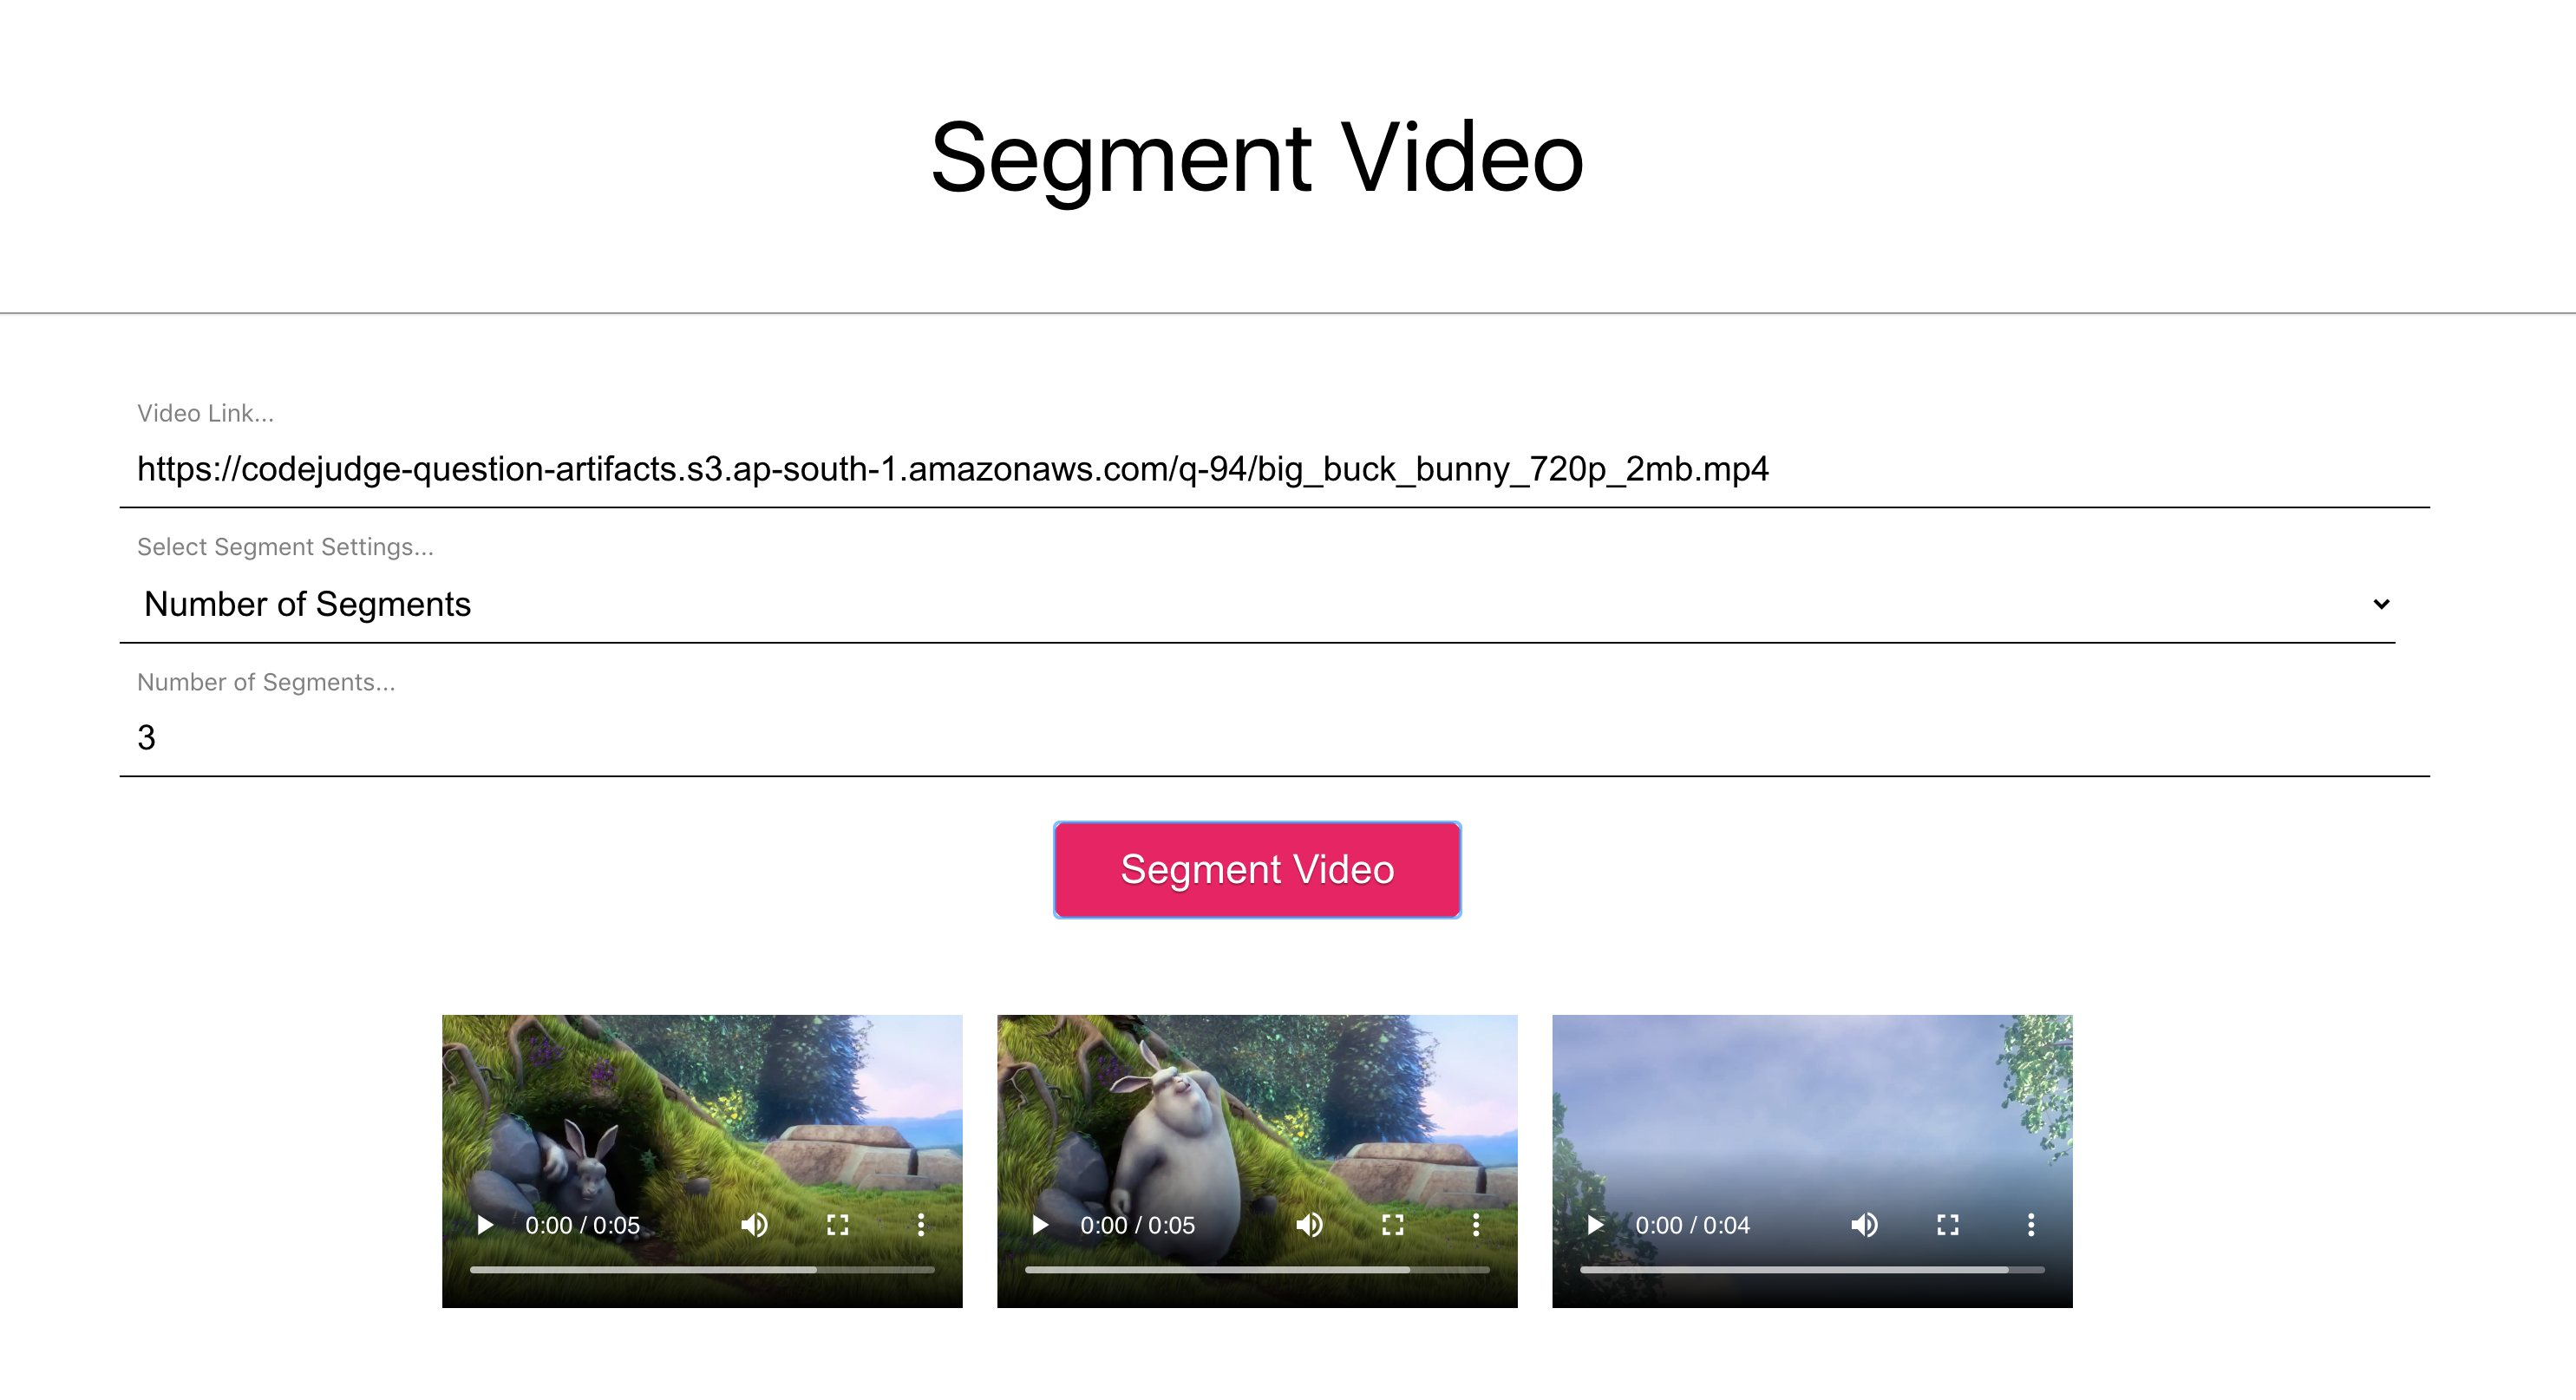 Segment Video
Video Link...
https://codejudge-question-artifacts.s3.ap-south-1.amazonaws.com/q-94/big_buck_bunny_720p_2mb.mp4
Select Segment Settings...
Number of Segments
Number of Segments...
3
Segment Video
0:00 / 0:05 0:00 / 0:05 0:00 / 0:04